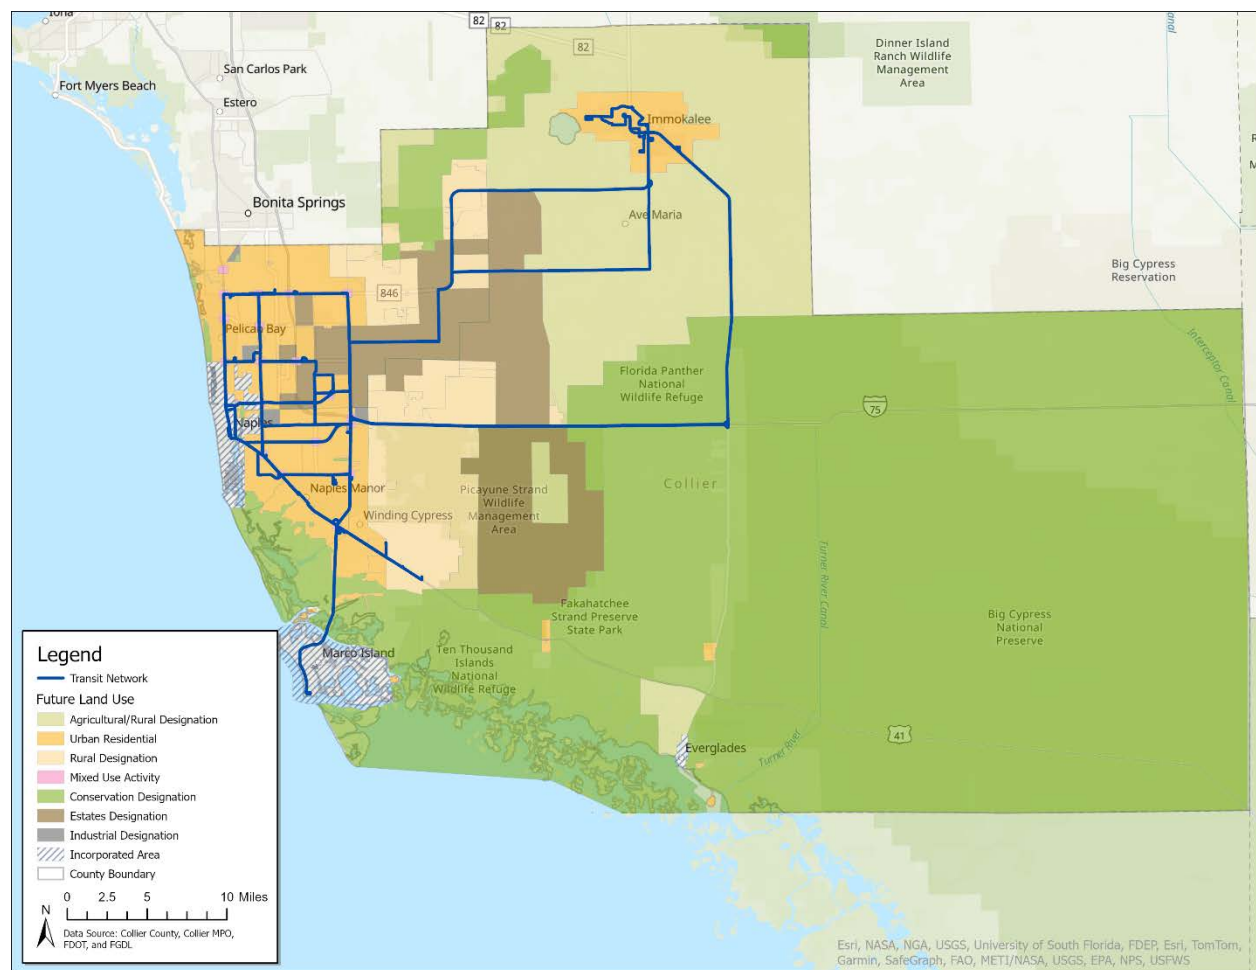 Iona
82
82
82
San Carlos Park
Fort Myers Beach
Estero
Dinner Island
Ranch Wildlife
Management
Area
Canal
Immokalee
Bonita Springs
Ave Maria
846
Big Cypress
Reservation
Pelican Bay
Interceptor Canal
Florida Panther
National
Wildlife Refuge
75
Naples
Collier
Naples Manor
Picayune Strand
Wildlife
Management
Area
Winding Cypress
Turner River Canal
Fakahatchee
Strand Preserve
State Park
Big Cypress
National
Preserve
Marco Island
Ten Thousand
Islands
National
Wildlife Refuge
41
Everglades
Turner River
Legend
Transit Network
Future Land Use
Agricultural/Rural Designation
Urban Residential
Rural Designation
Mixed Use Activity
Conservation Designation
Estates Designation
Industrial Designation
Incorporated Area
County Boundary
0 2.5 5 10 Miles
N
Data Source: Collier County, Collier MPO,
FDOT, and FGDL
Esri, NASA, NGA, USGS, University of South Florida, FDEP, Esri, TomTom,
Garmin, SafeGraph, FAO, METI/NASA, USGS, EPA, NPS, USFWS